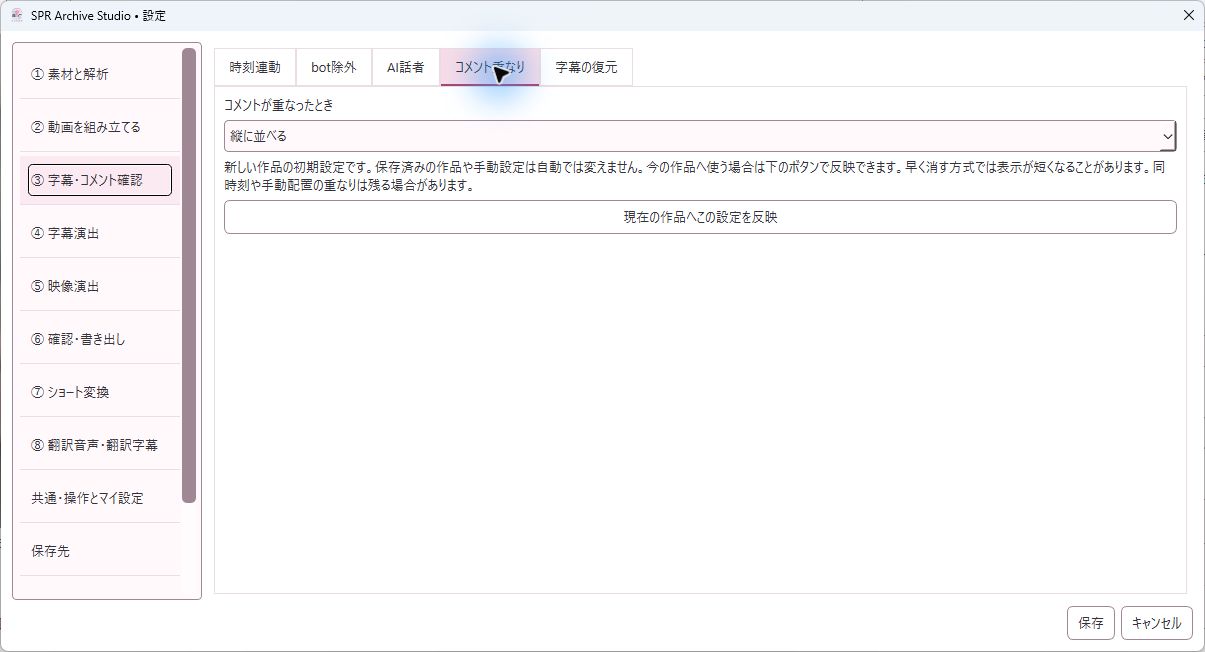 SPR Archive Studio • 設定
① 素材と解析
② 動画を組み立てる
③ 字幕・コメント確認
④ 字幕演出
⑤ 映像演出
⑥ 確認・書き出し
⑦ ショート変換
⑧ 翻訳音声・翻訳字幕
共通・操作とマイ設定
保存先
時刻連動
bot除外
AI話者
コメント重なり
字幕の復元
コメントが重なったとき
縦に並べる
新しい作品の初期設定です。保存済みの作品や手動設定は自動では変えません。今の作品へ使う場合は下のボタンで反映できます。早く消す方式では表示が短くなることがあります。同
時刻や手動配置の重なりは残る場合があります。
現在の作品へこの設定を反映
保存
キャンセル